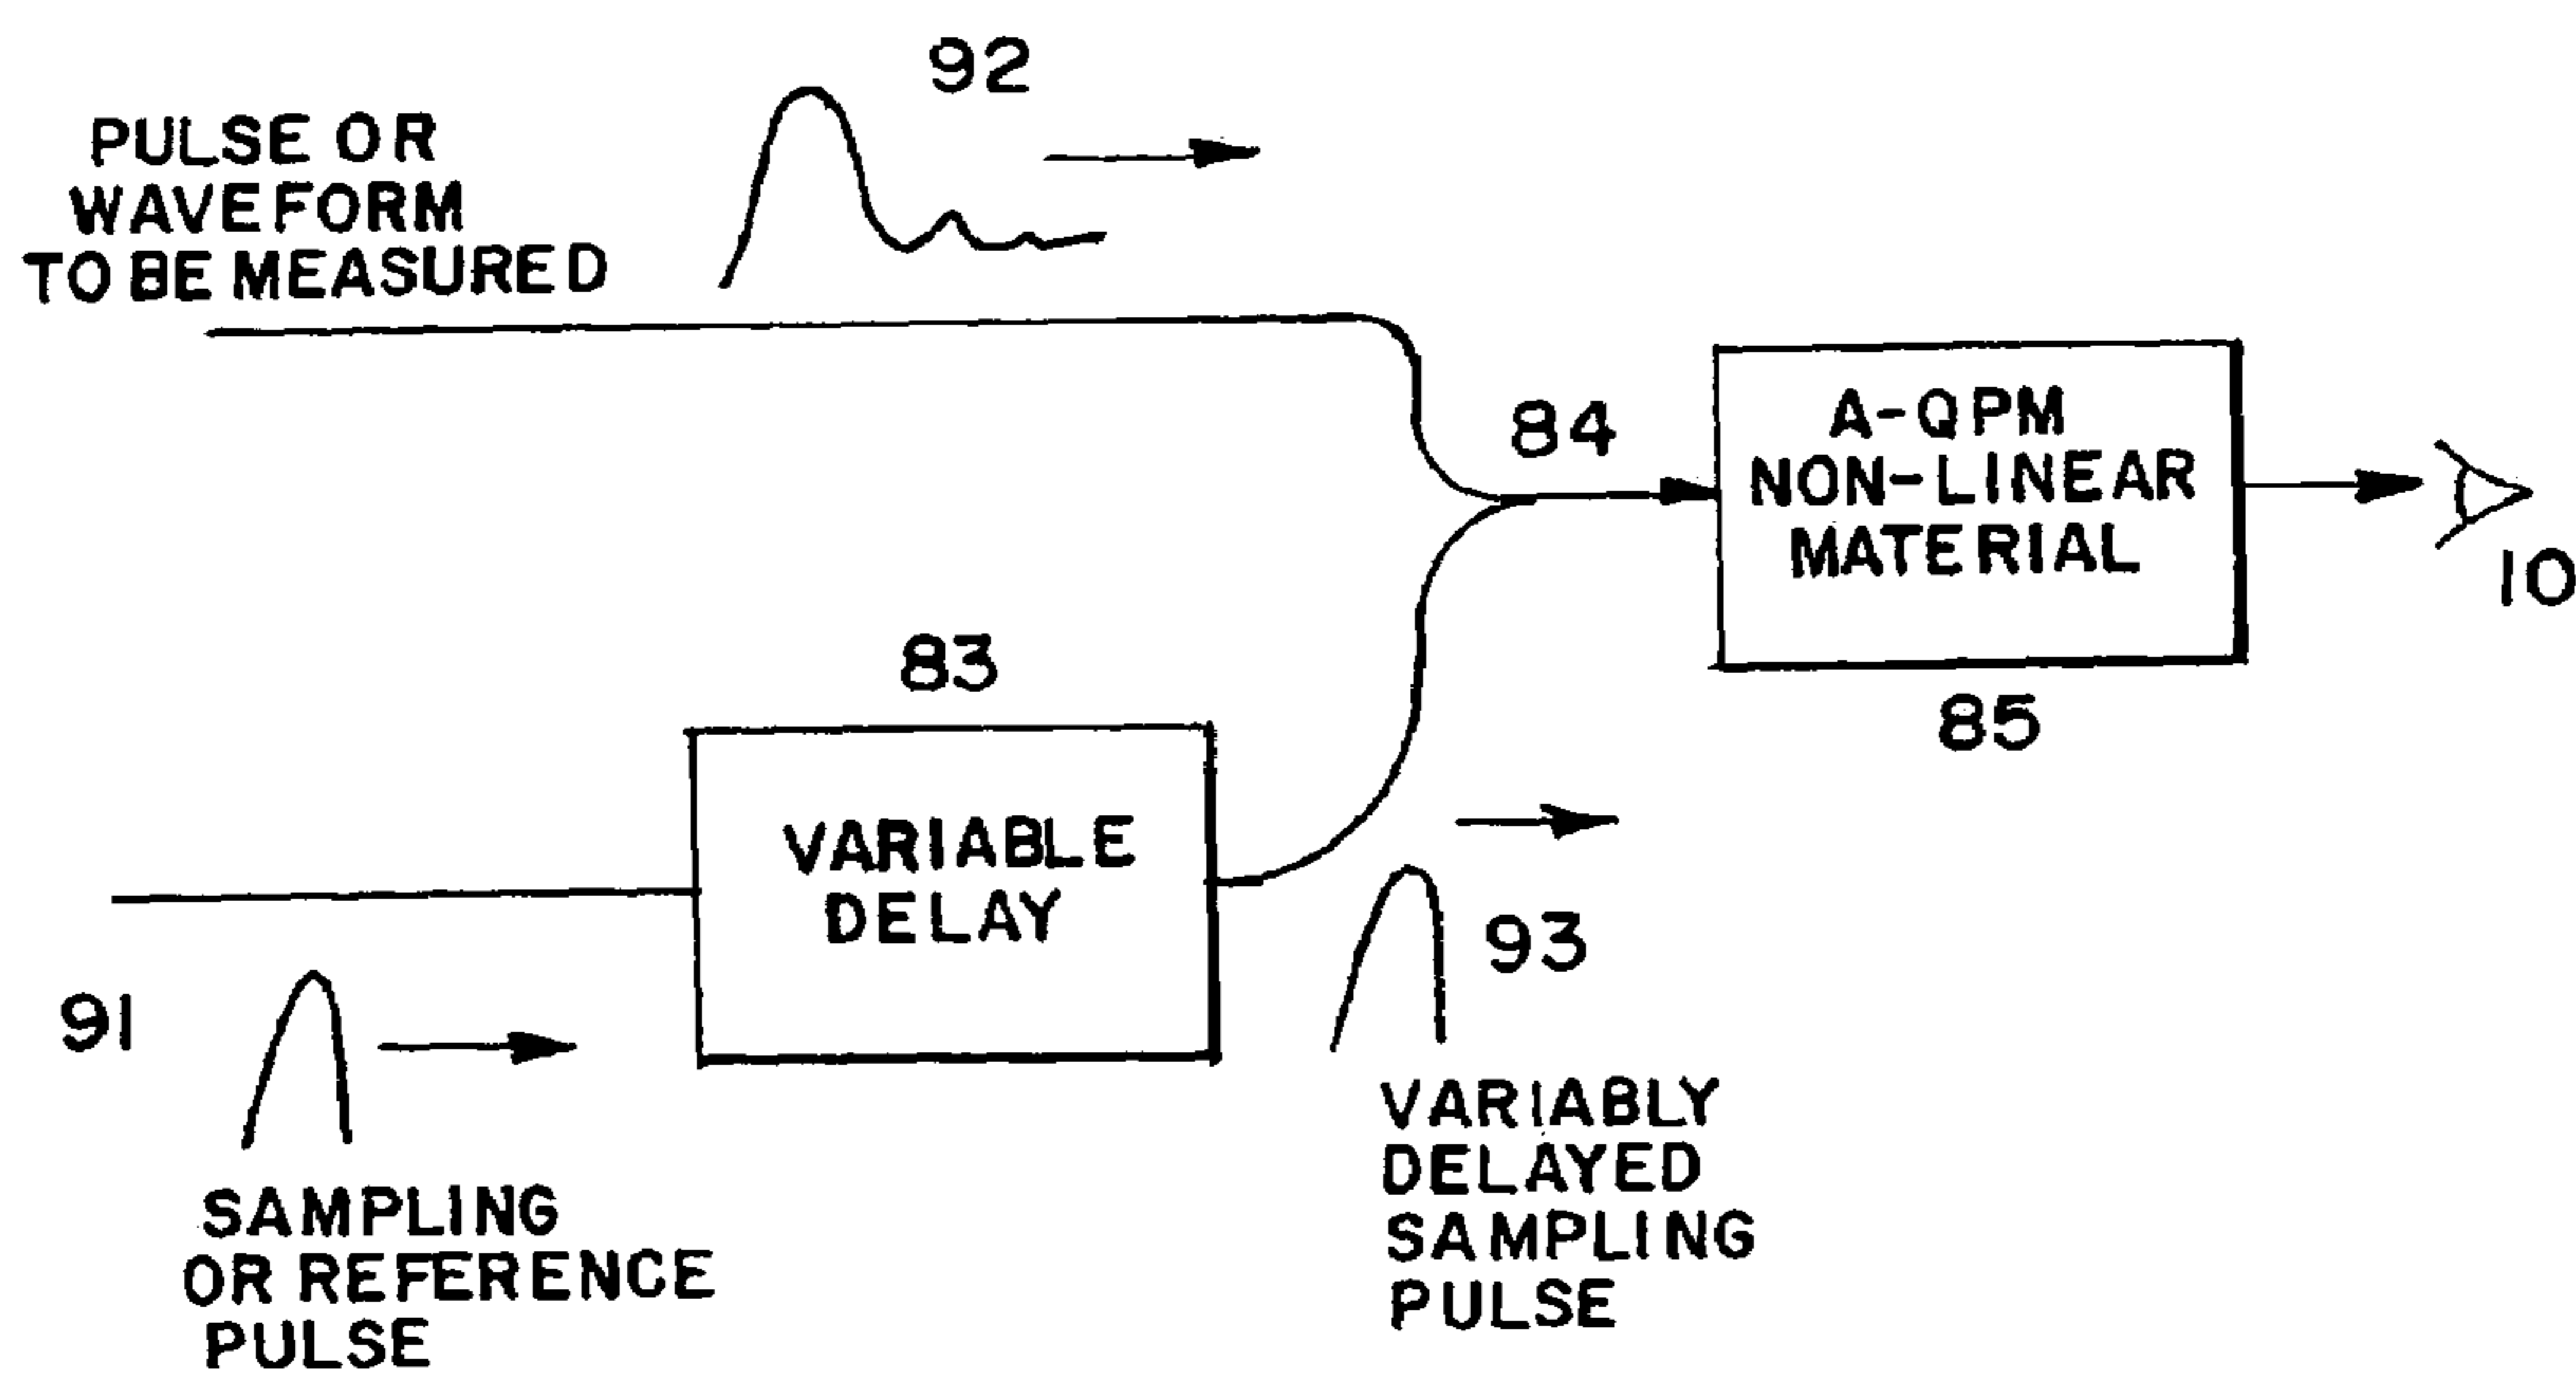 92
PULSE OR
WAVEFORM
TO BE MEASURED
84
A-QPM
NON-LINEAR
MATERIAL
10
85
83
VARIABLE
DELAY
91
SAMPLING
OR REFERENCE
PULSE
93
VARIABLY
DELAYED
SAMPLING
PULSE